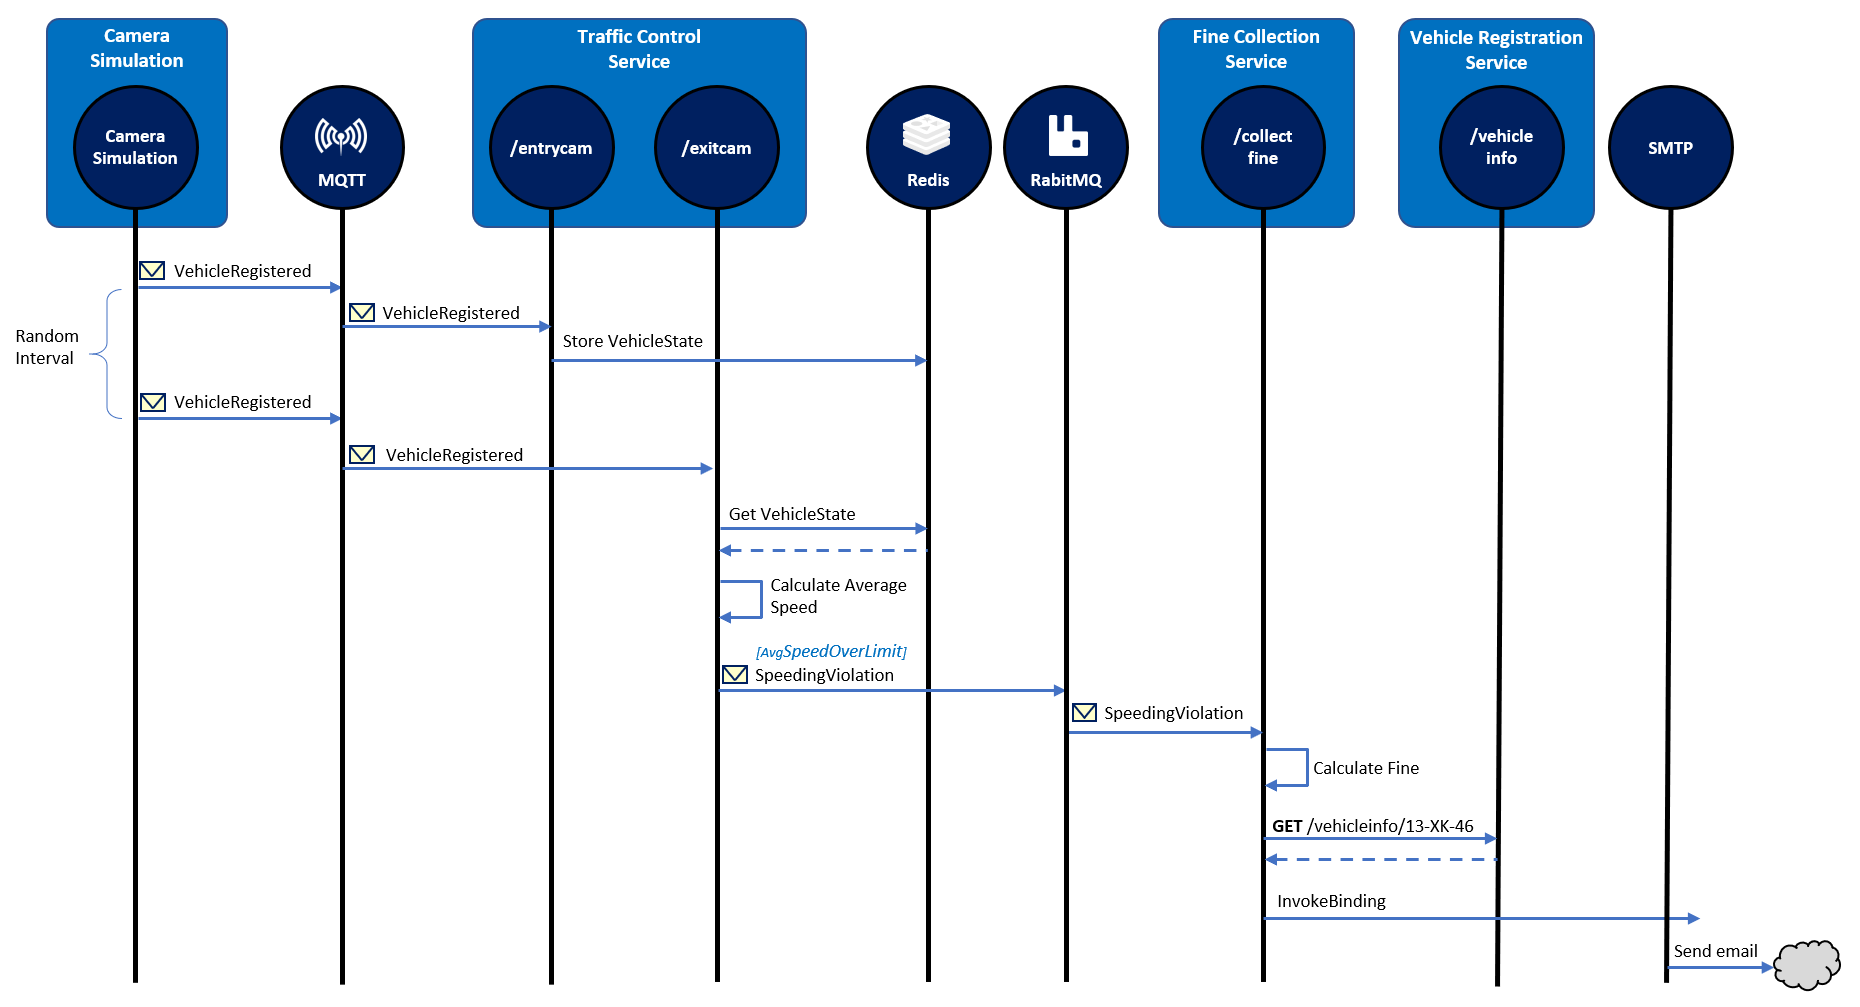 Camera
Simulation
Traffic Control
Service
Fine Collection
Service
Vehicle Registration
Service
Camera
Simulation
MQTT
/entrycam
/exitcam
Redis
RabitMQ
/collect
fine
/vehicle
info
SMTP
VehicleRegistered
VehicleRegistered
Random
Interval
Store VehicleState
VehicleRegistered
VehicleRegistered
Get VehicleState
Calculate Average
Speed
[AvgSpeedOverLimit]
SpeedingViolation
SpeedingViolation
Calculate Fine
GET /vehicleinfo/13-XK-46
InvokeBinding
Send email